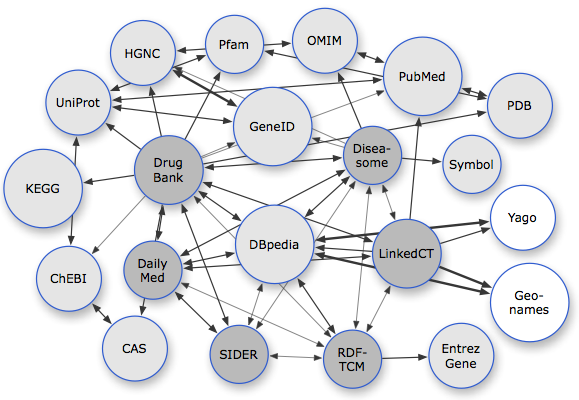 HGNC
Pfam
OMIM
PubMed
UniProt
GeneID
PDB
Drug
Bank
Disea-
some
Symbol
KEGG
Yago
DBpedia
LinkedCT
ChEBI
Daily
Med
Geo-
names
CAS
SIDER
RDF-
TCM
Entrez
Gene